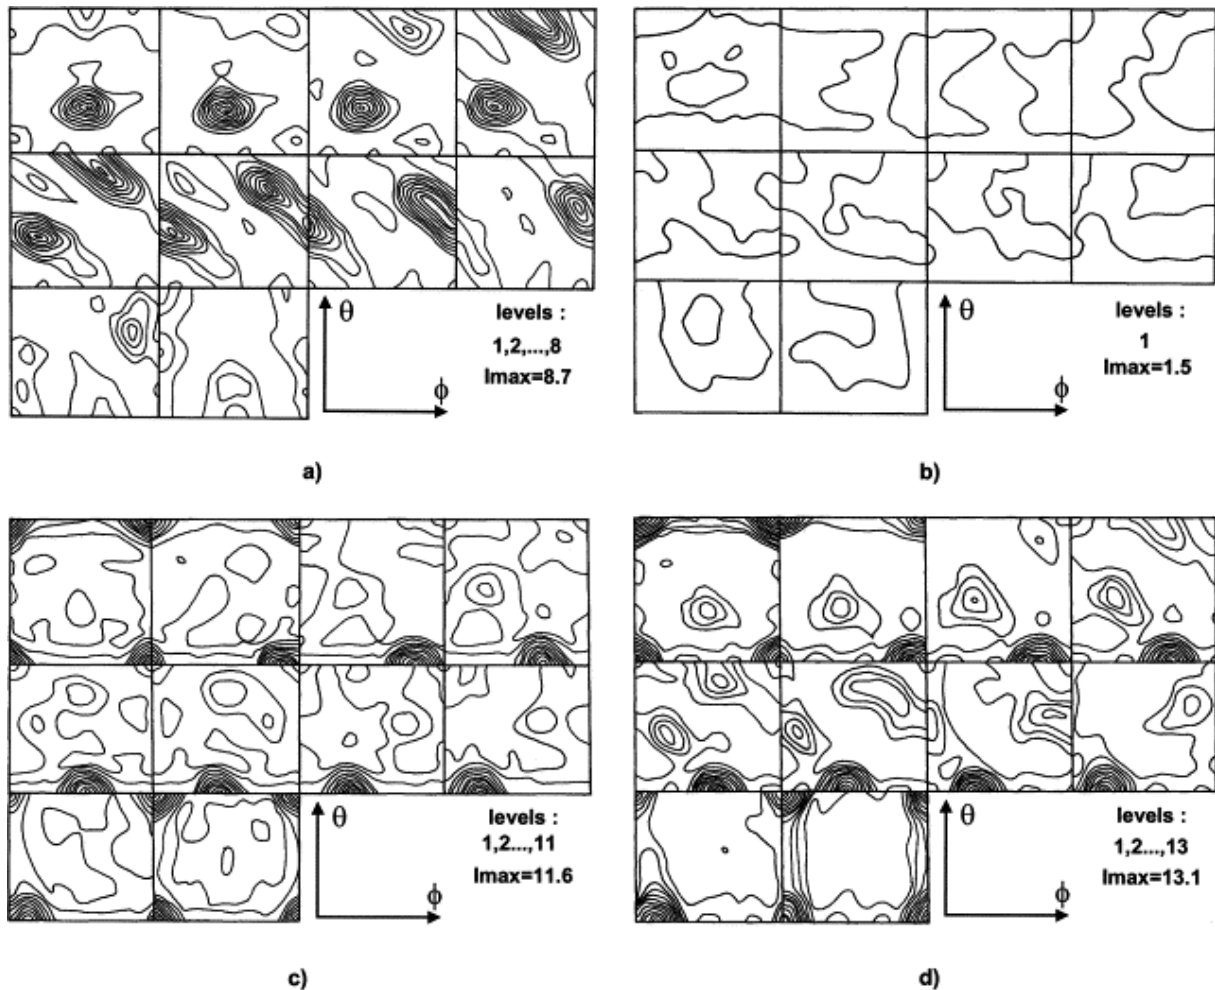 θ
levels :
1,2,...,8
Imax=8.7
ϕ
a)
θ
levels :
1
Imax=1.5
ϕ
b)
θ
levels :
1,2...,11
Imax=11.6
ϕ
c)
θ
levels :
1,2...,13
Imax=13.1
ϕ
d)